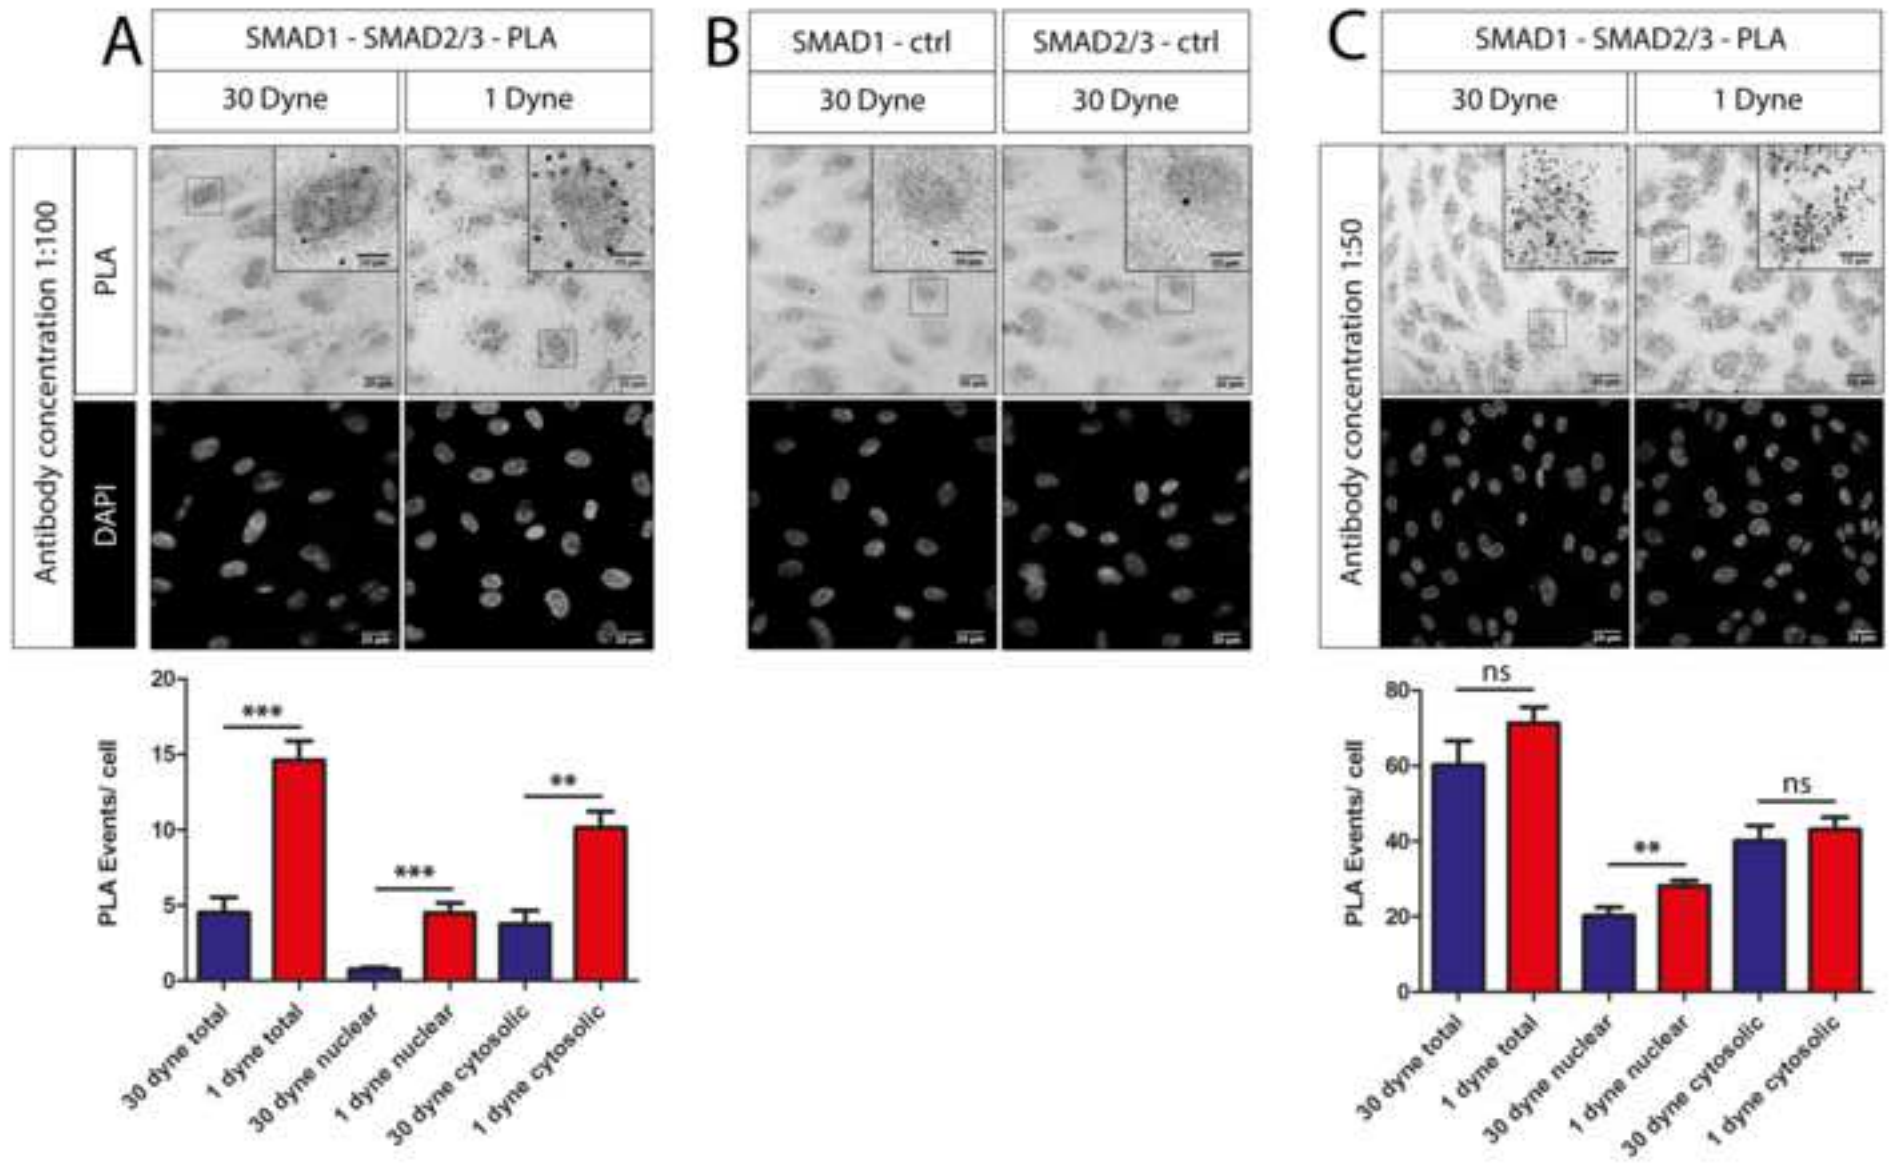 A
SMAD1 - SMAD2/3 - PLA
30 Dyne
1 Dyne
B
SMAD1 - ctrl
SMAD2/3 - ctrl
30 Dyne
30 Dyne
C
SMAD1 - SMAD2/3 - PLA
30 Dyne
1 Dyne
Antibody concentration 1:100
PLA
DAPI
Antibody concentration 1:50
20
15
10
5
0
PLA Events/ cell
***
***
**
30 dyne total
1 dyne total
30 dyne nuclear
1 dyne nuclear
30 dyne cytosolic
1 dyne cytosolic
80
60
40
20
0
PLA Events/ cell
ns
**
ns
30 dyne total
1 dyne total
30 dyne nuclear
1 dyne nuclear
30 dyne cytosolic
1 dyne cytosolic